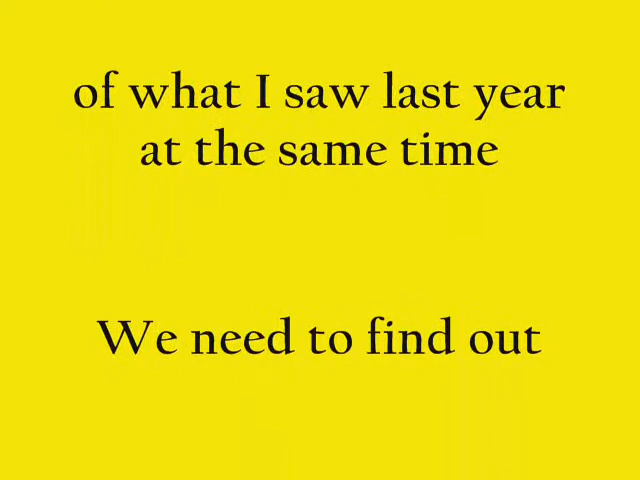 of what I saw last year
at the same time
We need to find out